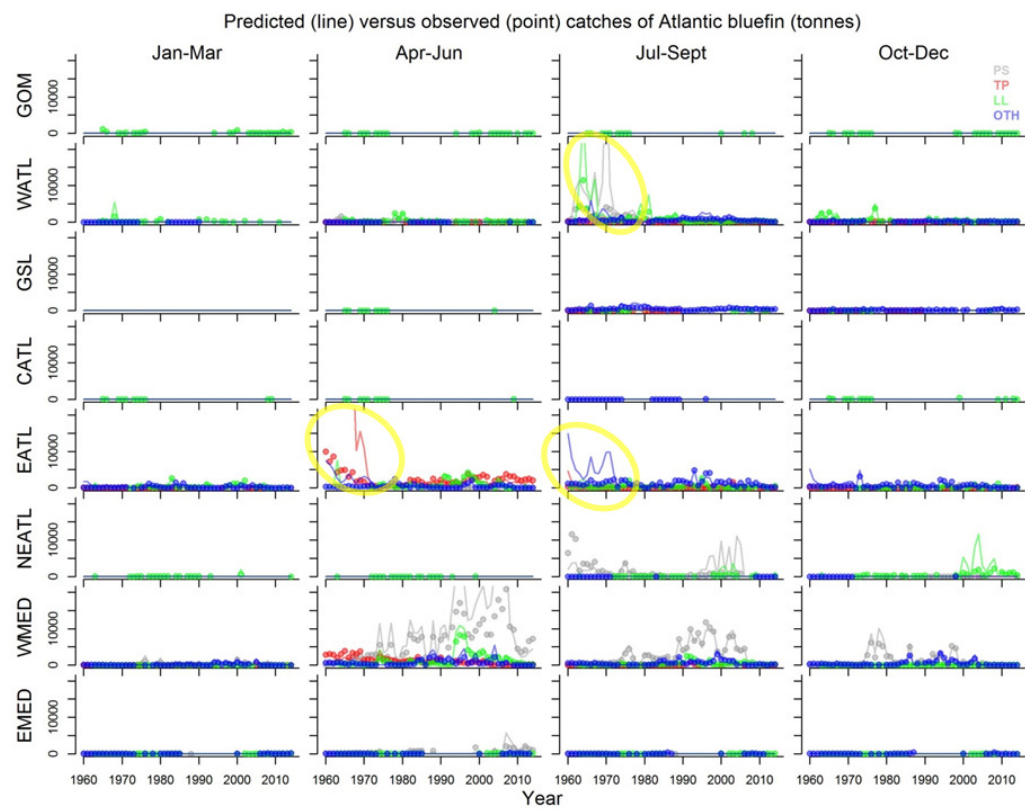 Predicted (line) versus observed (point) catches of Atlantic bluefin (tonnes)
Jan-Mar Apr-Jun Jul-Sept Oct-Dec
PS
TP
LL
OTH
GOM
0 10000
WATL
0 10000
GSL
0 10000
CATL
0 10000
EATL
0 10000
NEATL
0 10000
WMED
0 10000
EMED
0 10000
1960 1970 1980 1990 2000 2010 1960 1970 1980 1990 2000 2010 1960 1970 1980 1990 2000 2010 1960 1970 1980 1990 2000 2010
Year